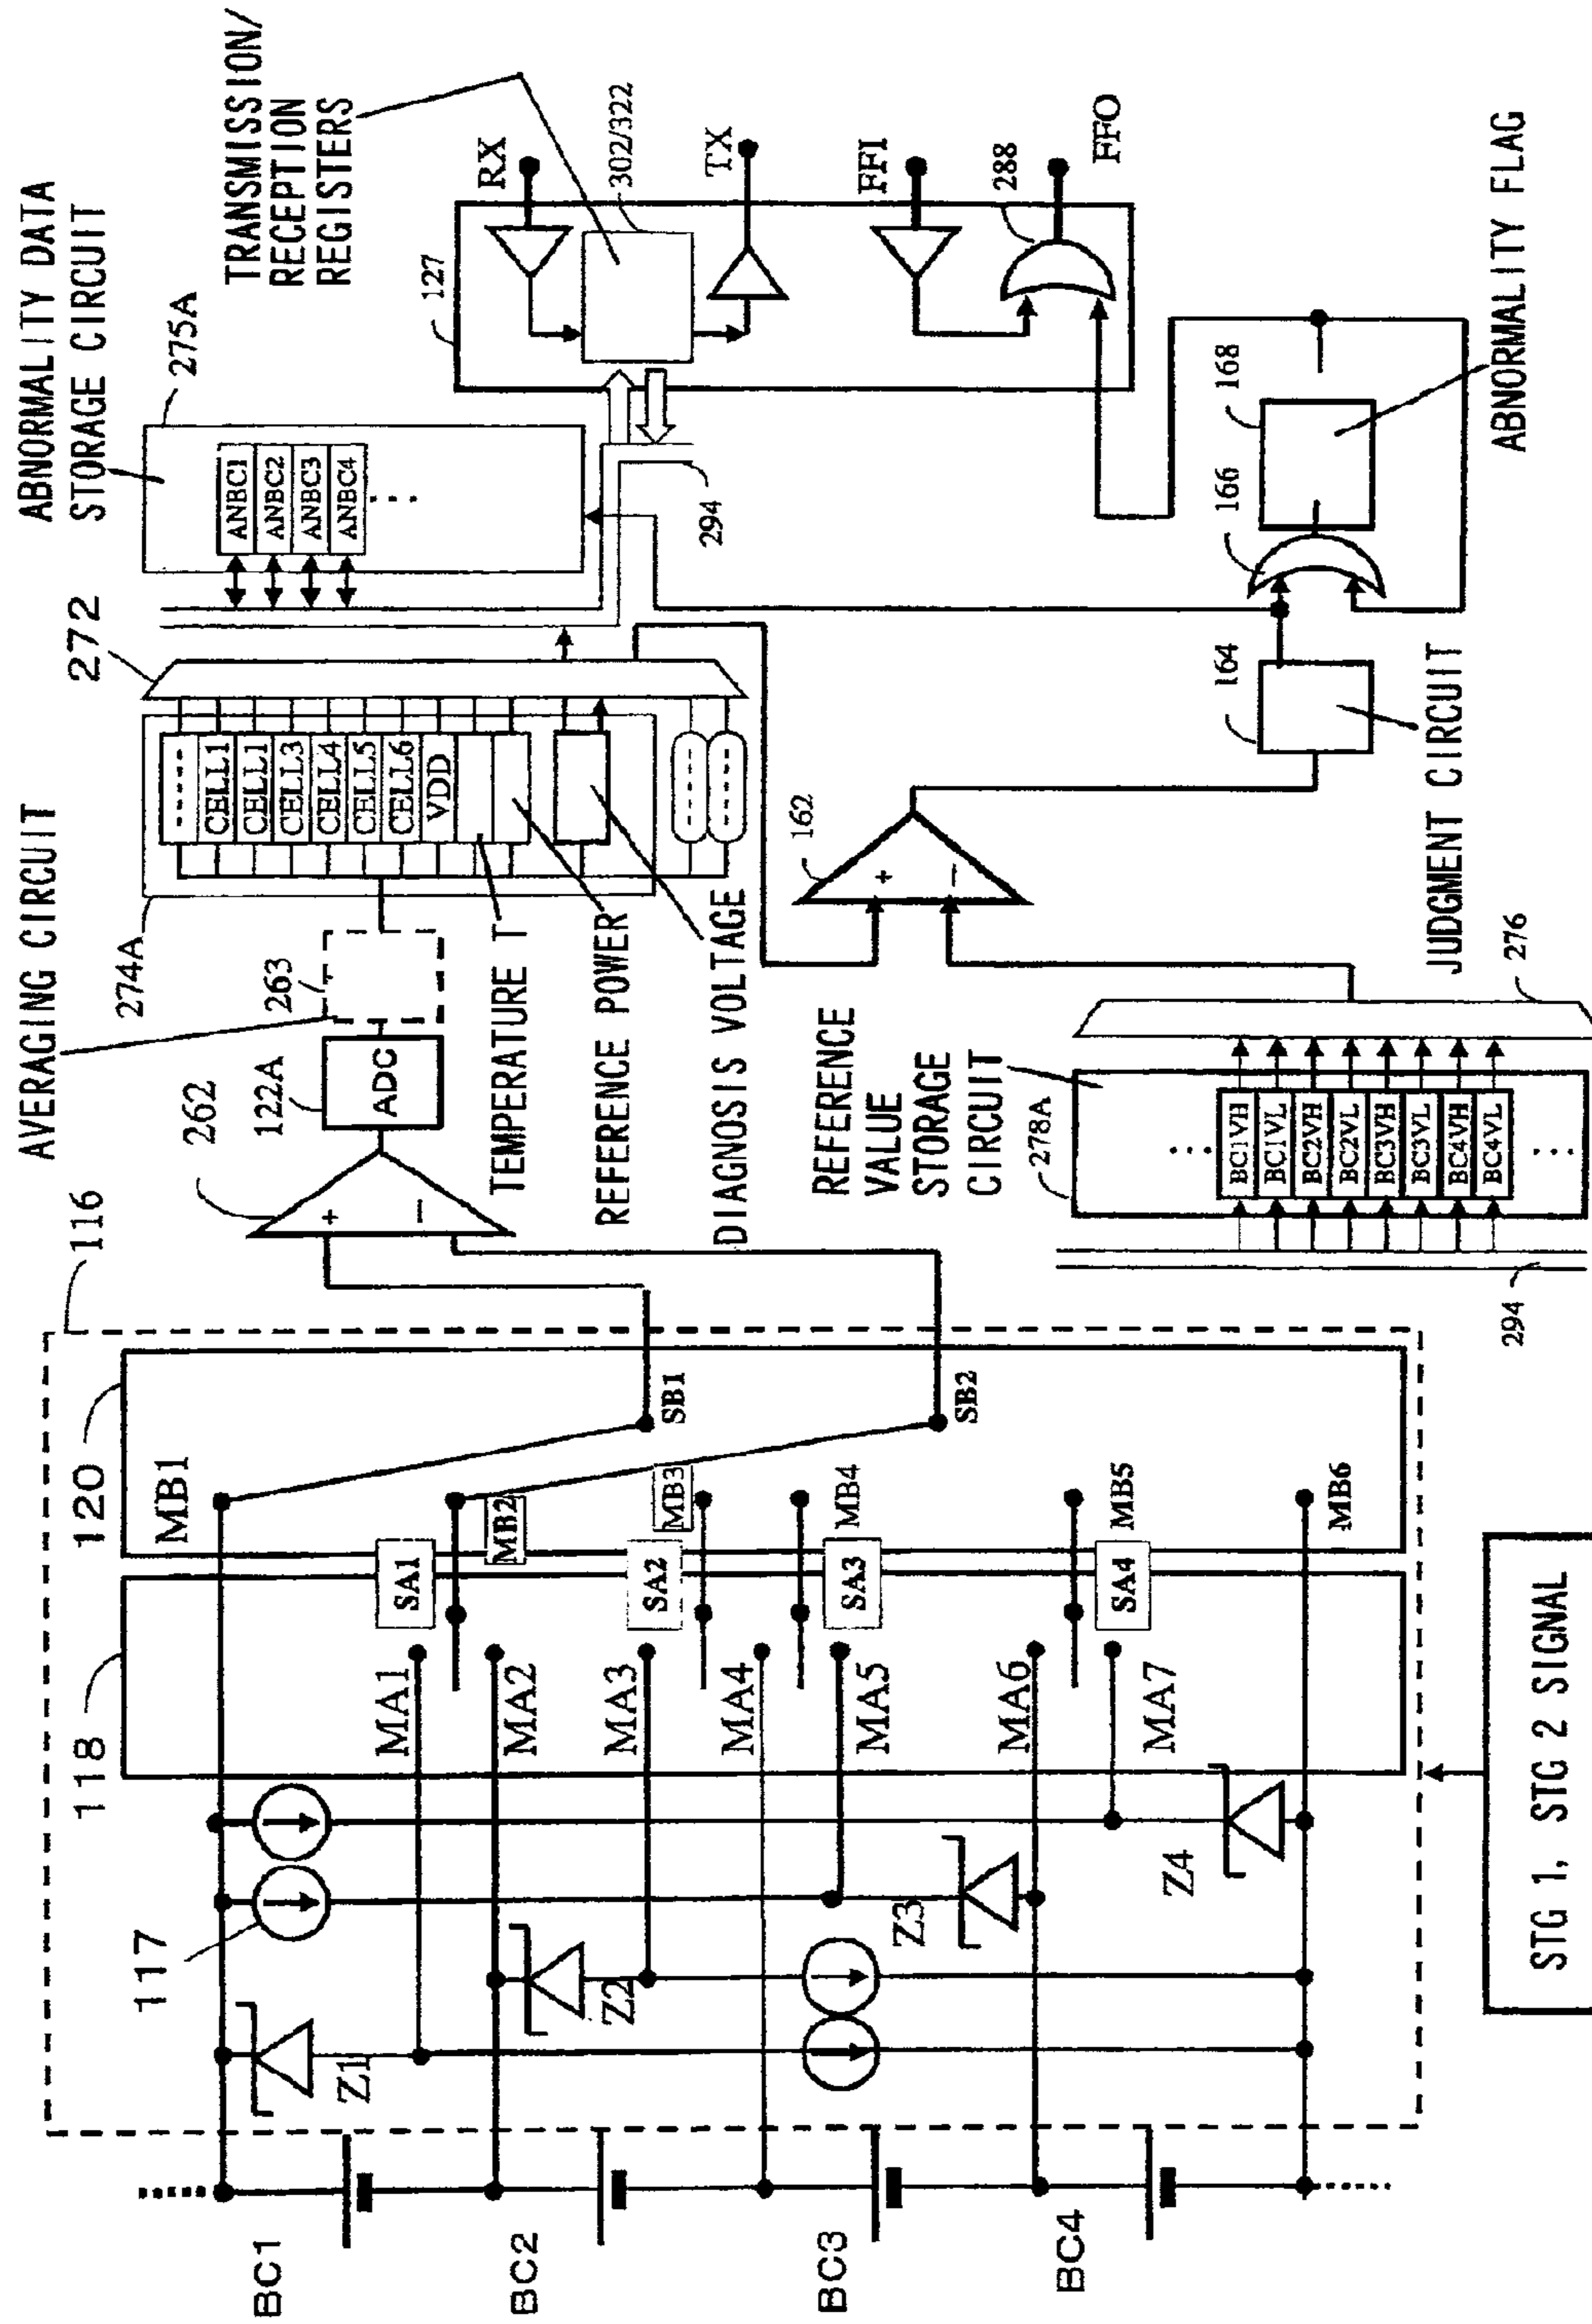 BC1
BC2
BC3
BC4
116
117
118
120
Z1
Z2
Z3
Z4
MA1
MA2
MA3
MA4
MA5
MA6
MA7
SA1
SA2
SA3
SA4
MB1
MB2
MB3
MB4
MB5
MB6
SB1
SB2
STG 1, STG 2 SIGNAL
262
+
−
122A
ADC
AVERAGING CIRCUIT
263
274A
CELL1
CELL1
CELL3
CELL4
CELL5
CELL6
VDD
TEMPERATURE T
REFERENCE POWER
DIAGNOSIS VOLTAGE
272
ABNORMALITY DATA
STORAGE CIRCUIT
275A
ANBC1
ANBC2
ANBC3
ANBC4
294
TRANSMISSION/
RECEPTION
REGISTERS
127
RX
302/322
TX
FFI
288
FFO
REFERENCE
VALUE
STORAGE
CIRCUIT
278A
BC1VH
BC1VL
BC2VH
BC2VL
BC3VH
BC3VL
BC4VH
BC4VL
294
276
162
+
−
164
JUDGMENT CIRCUIT
166
168
ABNORMALITY FLAG